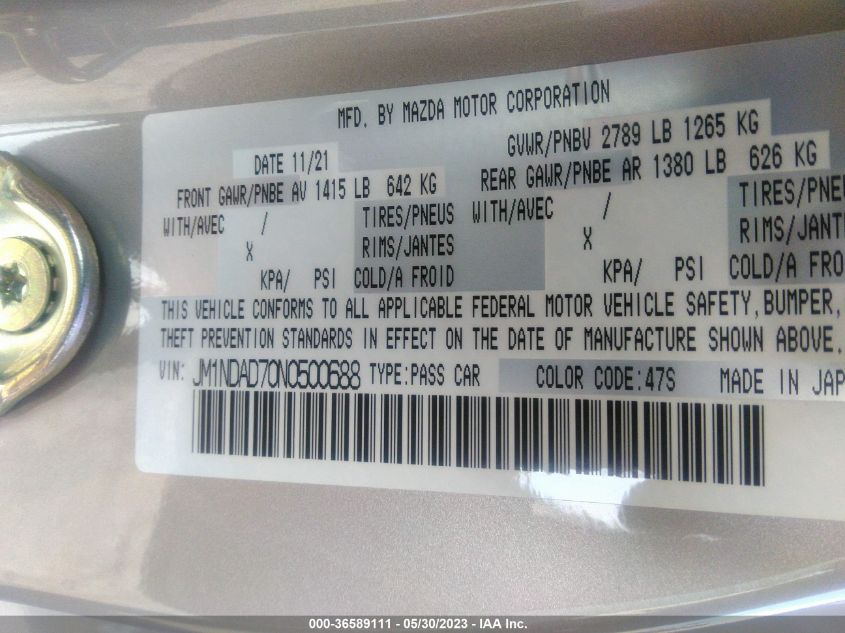 MFD. BY MAZDA MOTOR CORPORATION
DATE 11/21 GVWR/PNBV 2789 LB 1265 KG
FRONT GAWR/PNBE AV 1415 LB 642 KG REAR GAWR/PNBE AR 1380 LB 626 KG
WITH/AVEC / TIRES/PNEUS WITH/AVEC / TIRES/PNEU
X RIMS/JANTES X RIMS/JANT
KPA/ PSI COLD/A FROID KPA/ PSI COLD/A FRO
THIS VEHICLE CONFORMS TO ALL APPLICABLE FEDERAL MOTOR VEHICLE SAFETY, BUMPER,
THEFT PREVENTION STANDARDS IN EFFECT ON THE DATE OF MANUFACTURE SHOWN ABOVE.
VIN: JM1NDAD70N0500688 TYPE:PASS CAR COLOR CODE:47S MADE IN JAP
000-36589111 - 05/30/2023 - IAA Inc.